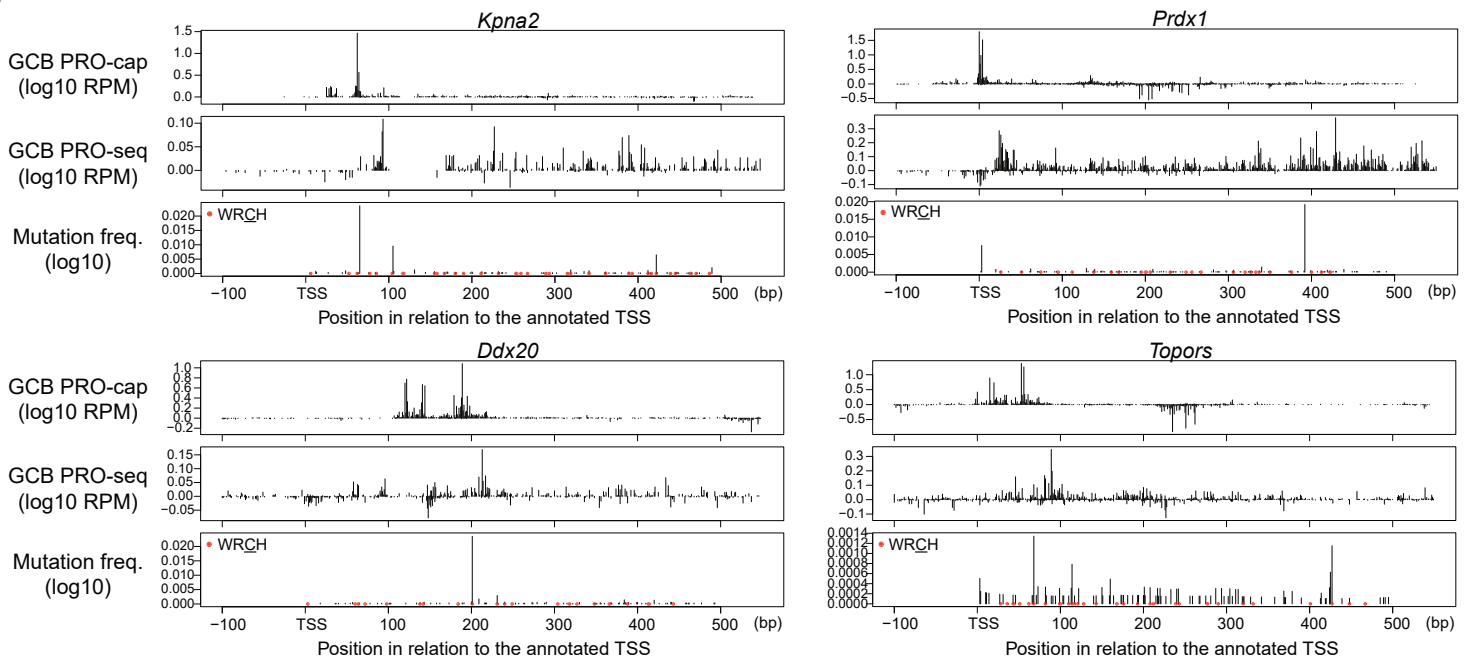 Kpna2
GCB PRO-cap
(log10 RPM)
1.5
1.0
0.5
0.0
GCB PRO-seq
(log10 RPM)
0.10
0.05
0.00
Mutation freq.
(log10)
0.020
0.015
0.010
0.005
0.000
WRCH
−100 TSS 100 200 300 400 500 (bp)
Position in relation to the annotated TSS
Prdx1
1.5
1.0
0.5
0.0
−0.5
0.3
0.2
0.1
0.0
−0.1
0.020
0.015
0.010
0.005
0.000
WRCH
−100 TSS 100 200 300 400 500 (bp)
Position in relation to the annotated TSS
Ddx20
GCB PRO-cap
(log10 RPM)
1.0
0.8
0.6
0.4
0.2
0.0
−0.2
GCB PRO-seq
(log10 RPM)
0.15
0.10
0.05
0.00
−0.05
Mutation freq.
(log10)
0.020
0.015
0.010
0.005
0.000
WRCH
−100 TSS 100 200 300 400 500 (bp)
Position in relation to the annotated TSS
Topors
1.0
0.5
0.0
−0.5
0.3
0.2
0.1
0.0
−0.1
0.0014
0.0012
0.0010
0.0008
0.0006
0.0004
0.0002
0.0000
WRCH
−100 TSS 100 200 300 400 500 (bp)
Position in relation to the annotated TSS